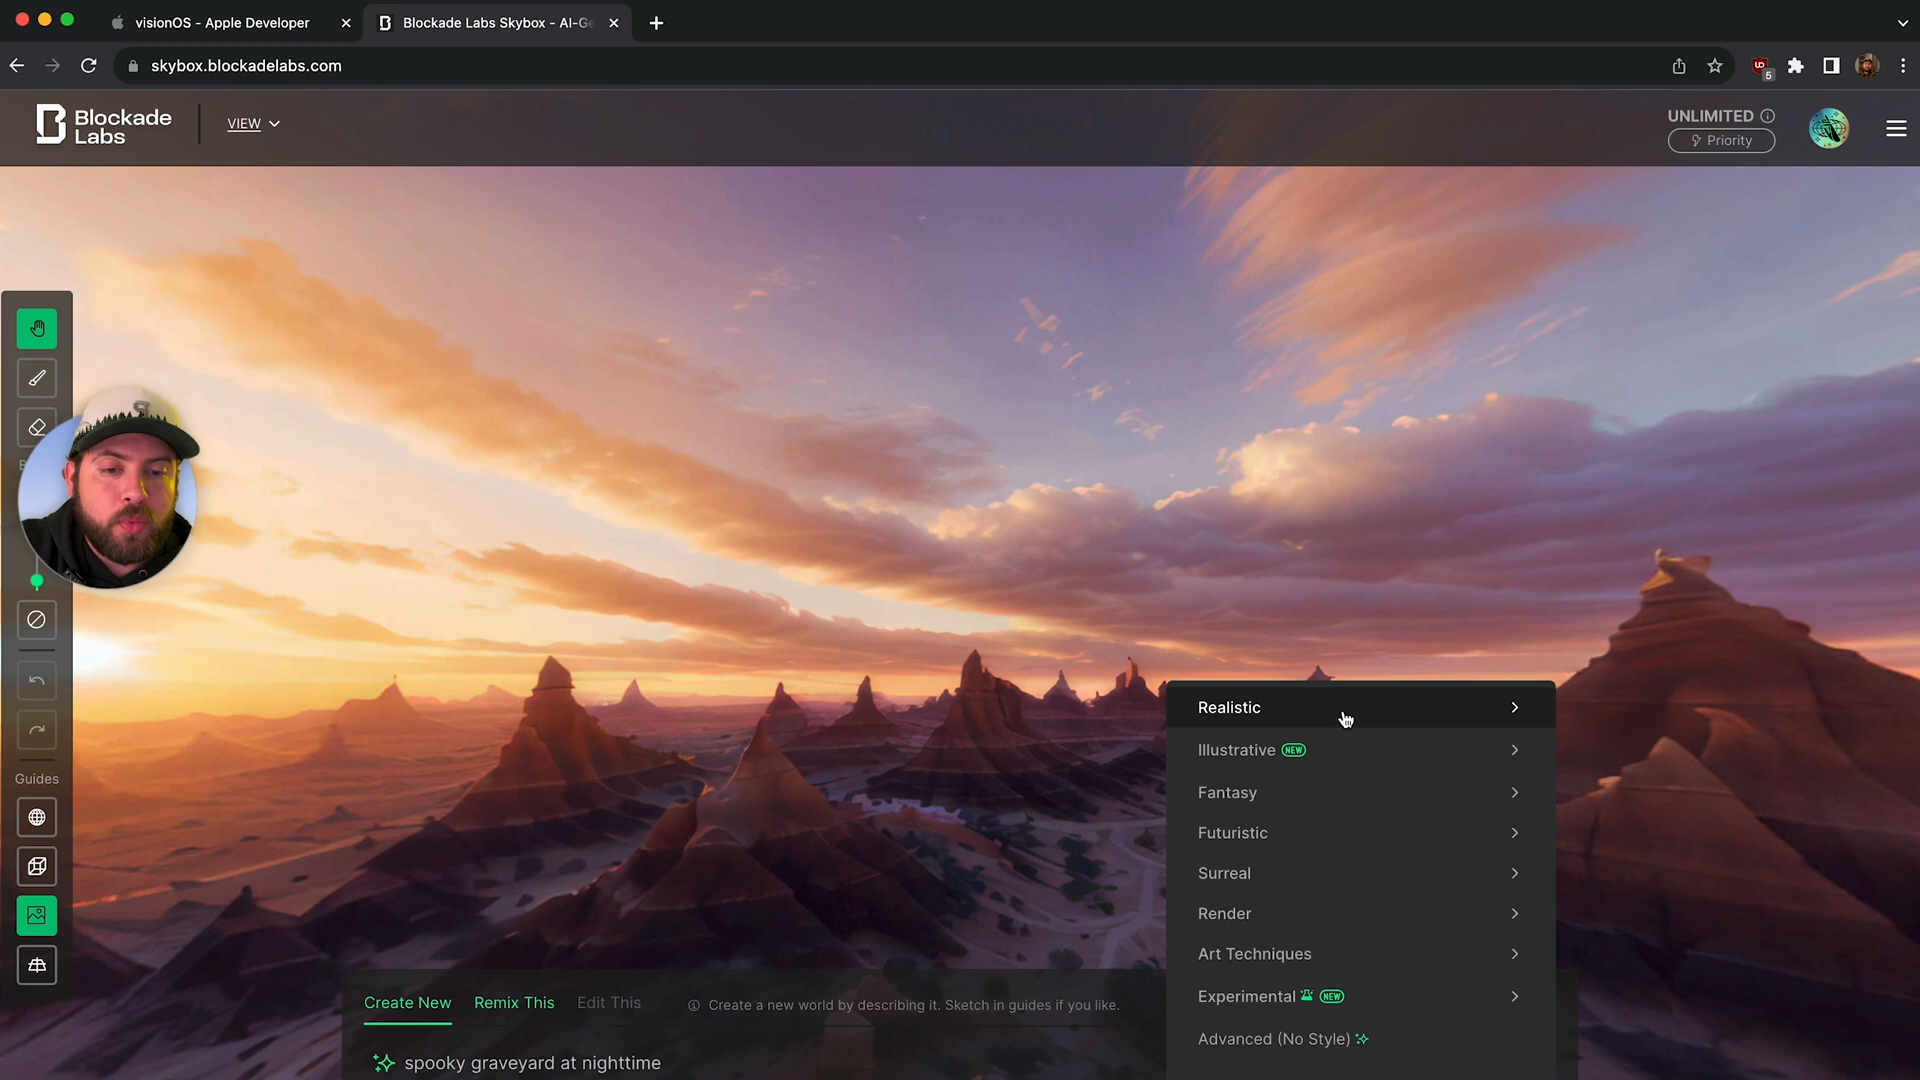 visionOS - Apple Developer
Blockade Labs Skybox - AI-Ge
skybox.blockadelabs.com
5
Blockade
Labs
VIEW
UNLIMITED
Priority
Guides
Realistic
Illustrative NEW
Fantasy
Futuristic
Surreal
Render
Art Techniques
Experimental NEW
Advanced (No Style)
Create New
Remix This
Edit This
Create a new world by describing it. Sketch in guides if you like.
spooky graveyard at nighttime